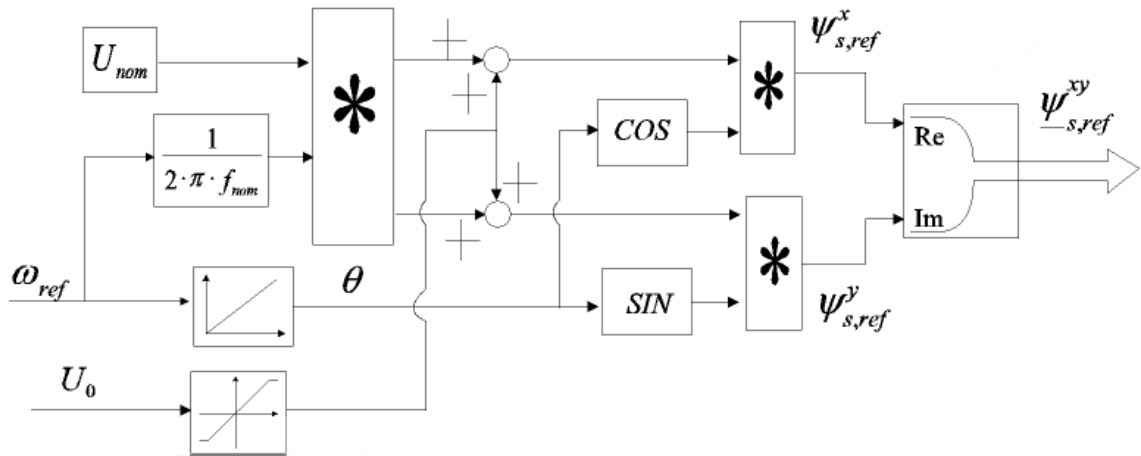 U_nom
1 / 2·π·f_nom
ω_ref
U_0
*
θ
+
+
+
+
COS
SIN
*
*
ψ^x_s,ref
ψ^y_s,ref
Re
Im
ψ^xy_s,ref